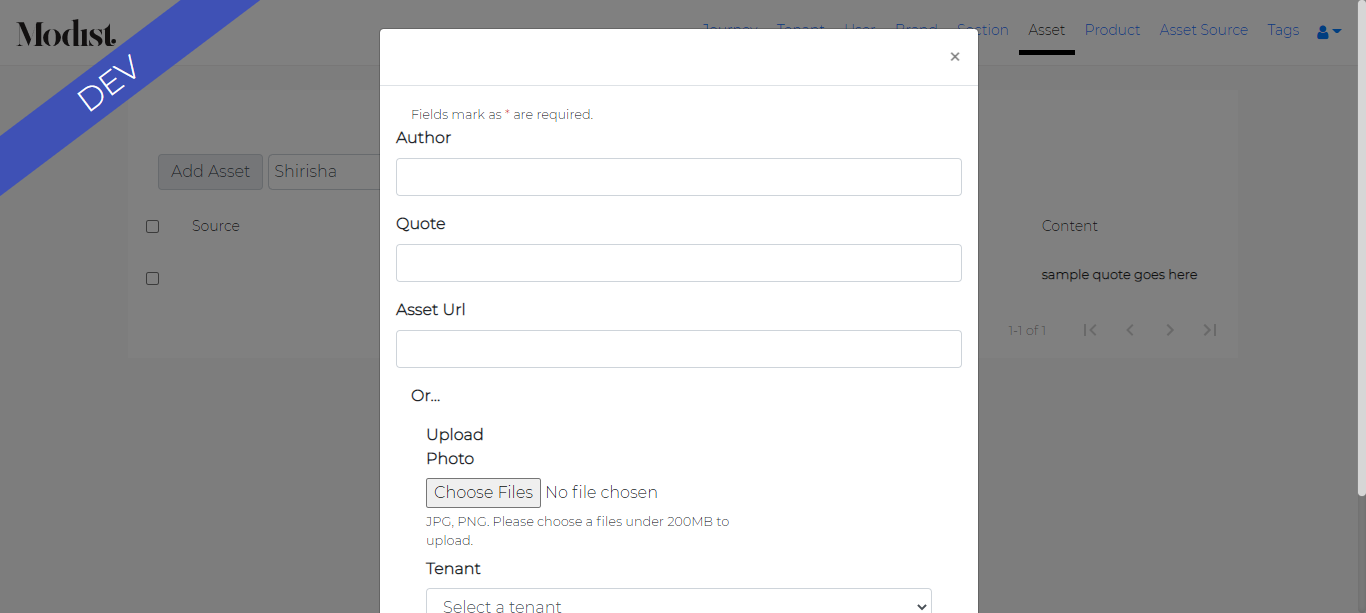 Modist.
DEV
Journey Tenant User Brand Section Asset Product Asset Source Tags
×
Fields mark as * are required.
Author
Add Asset Shirisha
Quote
Source
Content
sample quote goes here
Asset Url
1-1 of 1
Or...
Upload
Photo
Choose Files No file chosen
JPG, PNG. Please choose a files under 200MB to
upload.
Tenant
Select a tenant